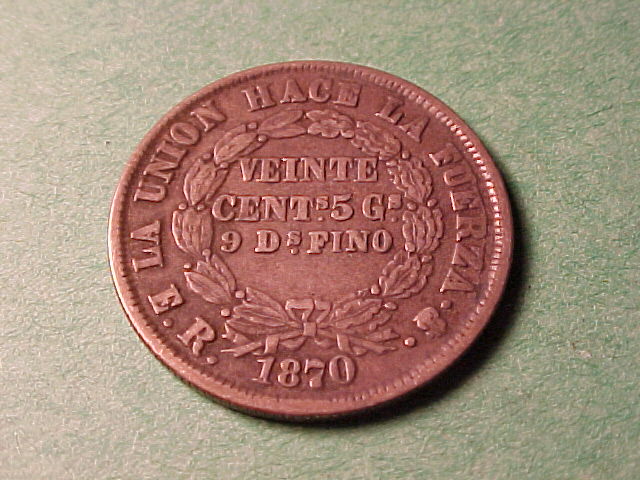 LA UNION HACE LA FUERZA.
VEINTE
CENTs.5 Gs.
9 Ds.FINO
E.R.
1870